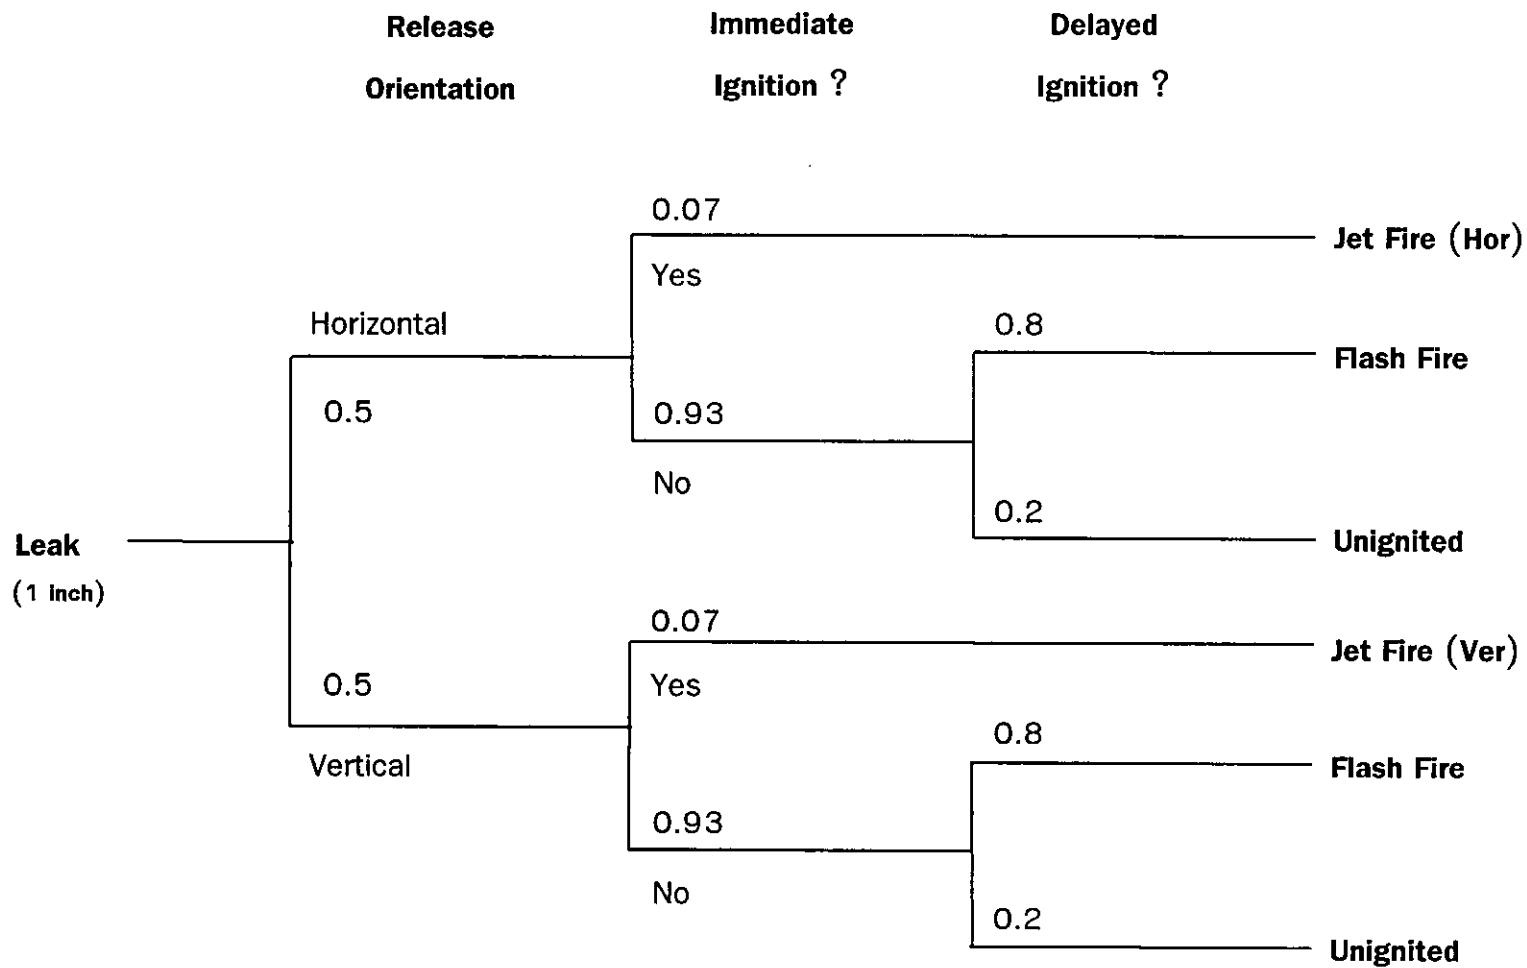 Release
Orientation
Immediate
Ignition ?
Delayed
Ignition ?
0.07
Jet Fire (Hor)
Yes
Horizontal
0.8
Flash Fire
0.5
0.93
No
0.2
Unignited
Leak
(1 inch)
0.07
Jet Fire (Ver)
0.5
Yes
Vertical
0.8
Flash Fire
0.93
No
0.2
Unignited